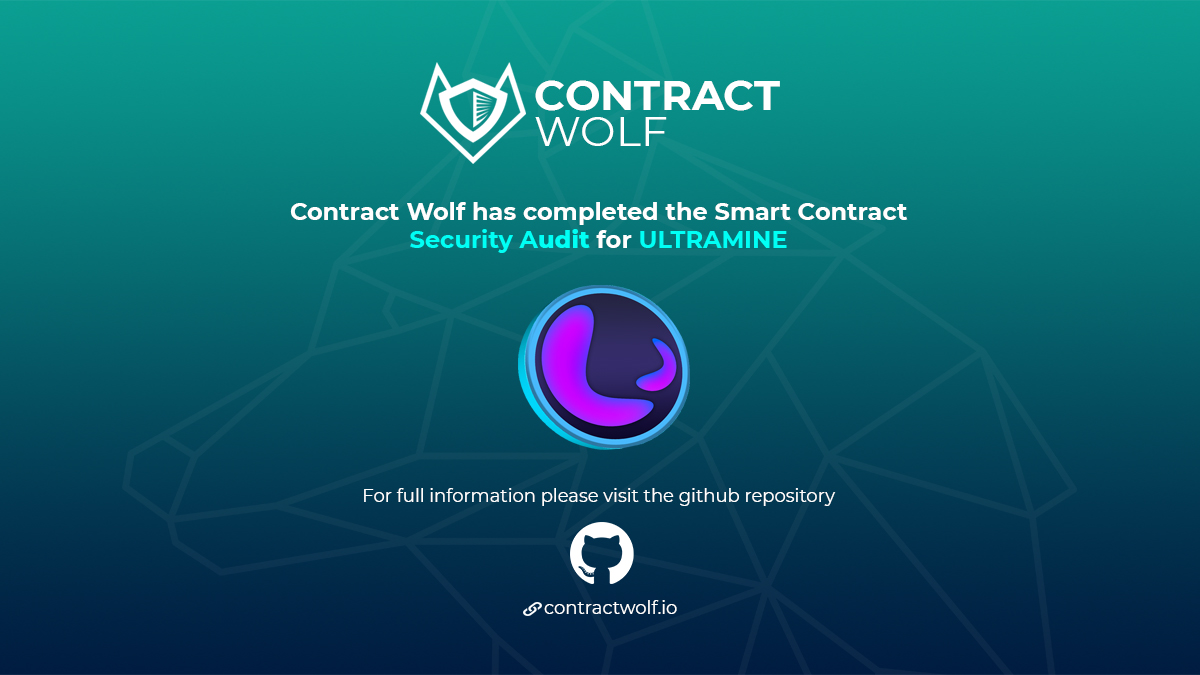 CONTRACT
WOLF
Contract Wolf has completed the Smart Contract
Security Audit for ULTRAMINE
For full information please visit the github repository
contractwolf.io